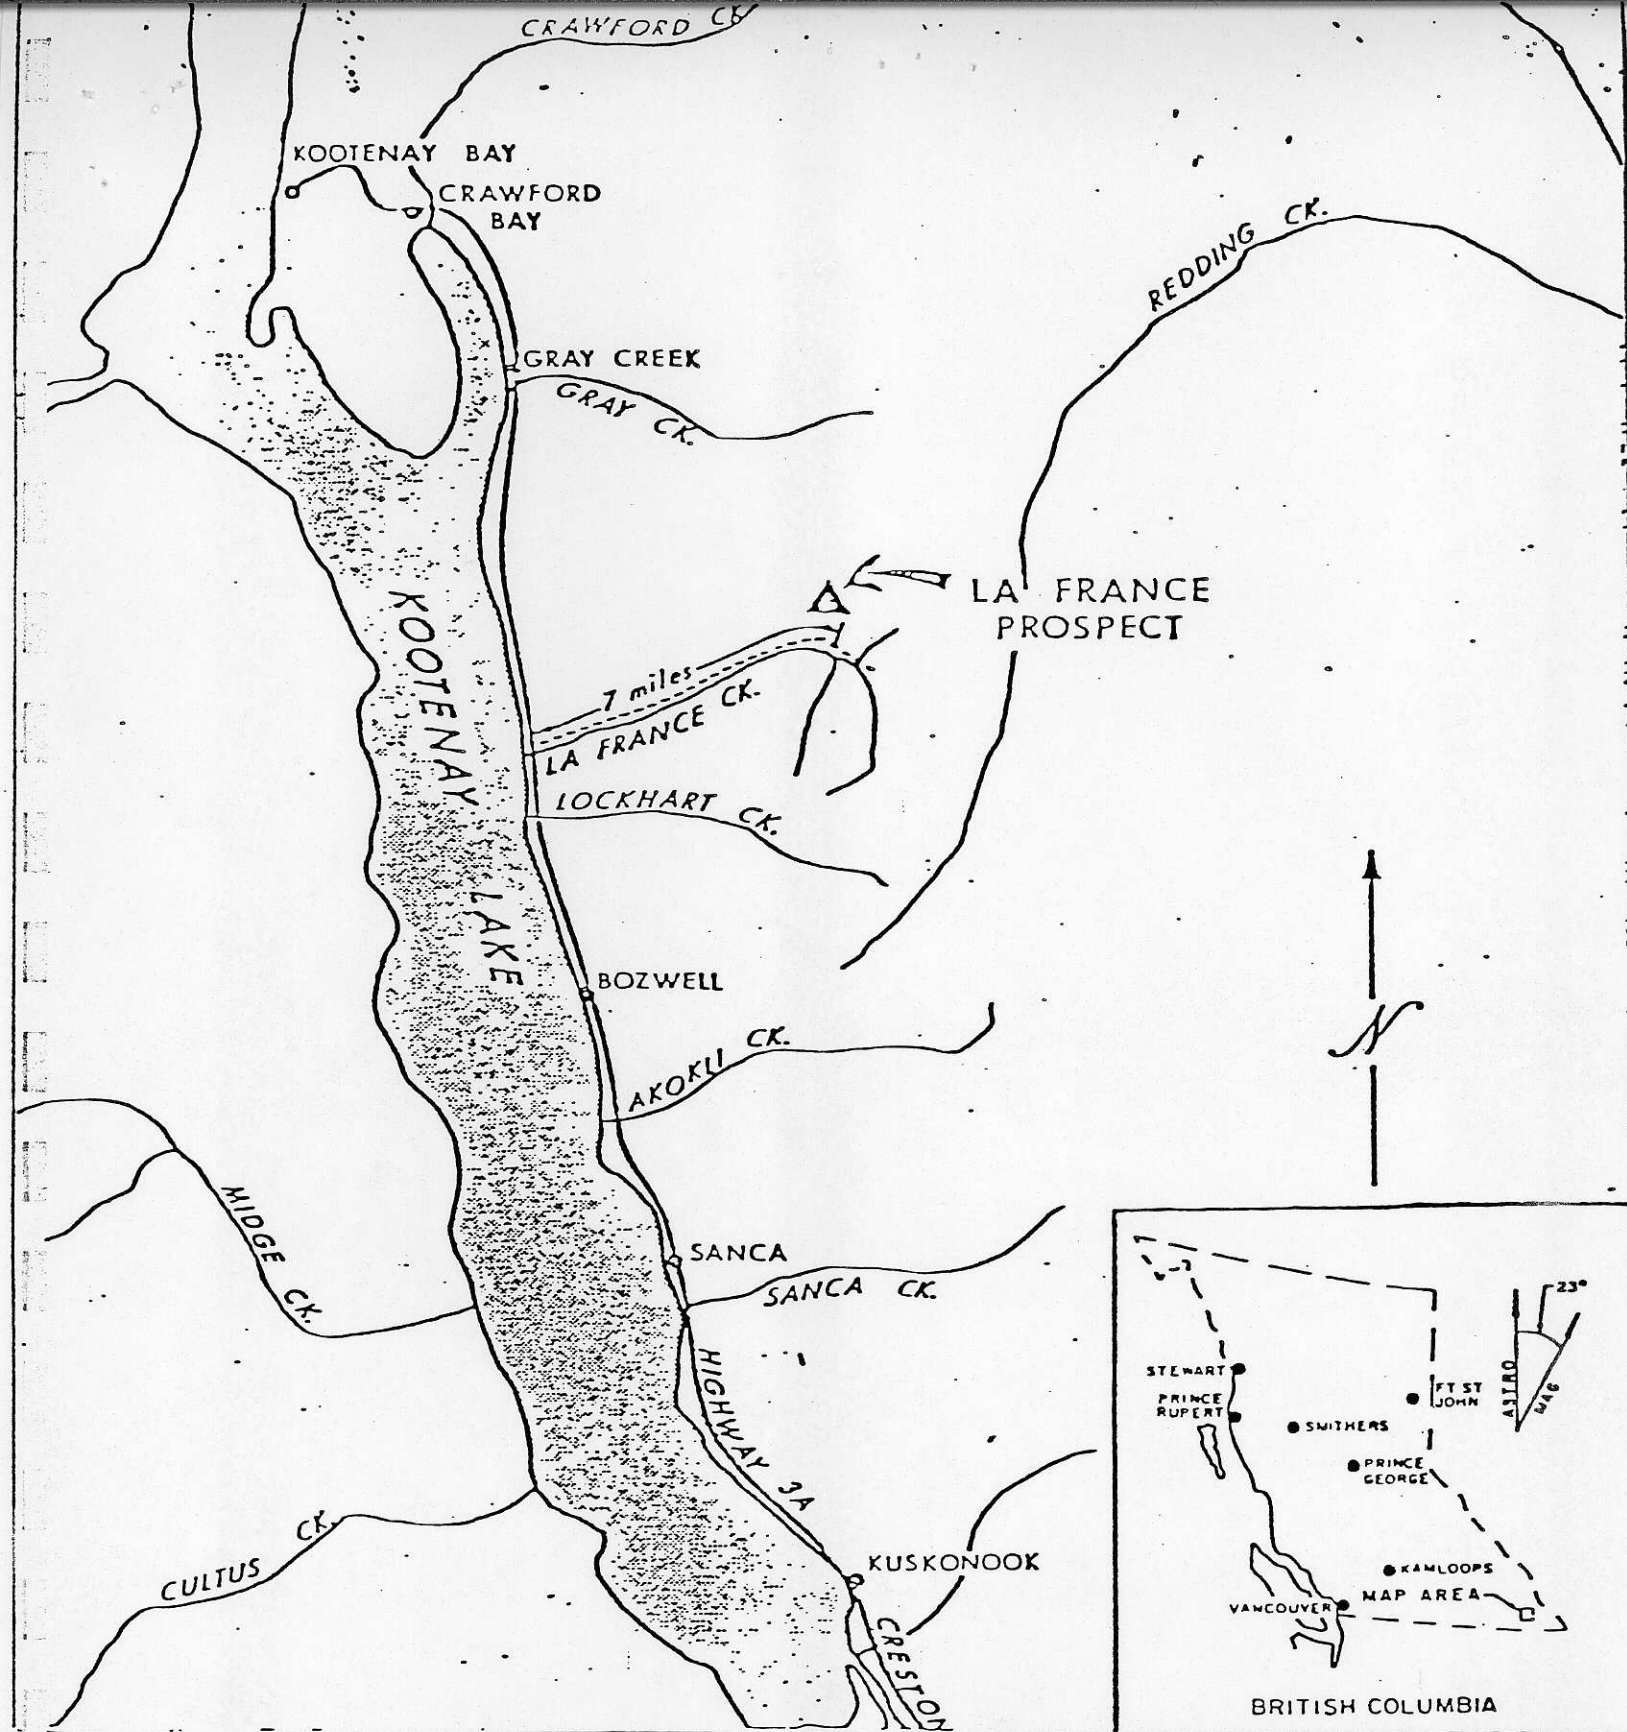 CRAWFORD CK
KOOTENAY BAY
CRAWFORD
BAY
REDDING CK.
GRAY CREEK
GRAY CK.
LA FRANCE
PROSPECT
KOOTENAY LAKE
7 miles
LA FRANCE CK.
LOCKHART CK.
BOZWELL
AKOKLI CK.
N
MIDGE CK.
SANCA
SANCA CK.
HIGHWAY 3A
CULTUS CK.
KUSKONOOK
CRESTON
23°
ASTRO
MAG
STEWART
PRINCE
RUPERT
FT ST
JOHN
SMITHERS
PRINCE
GEORGE
KAMLOOPS
MAP AREA
VANCOUVER
BRITISH COLUMBIA